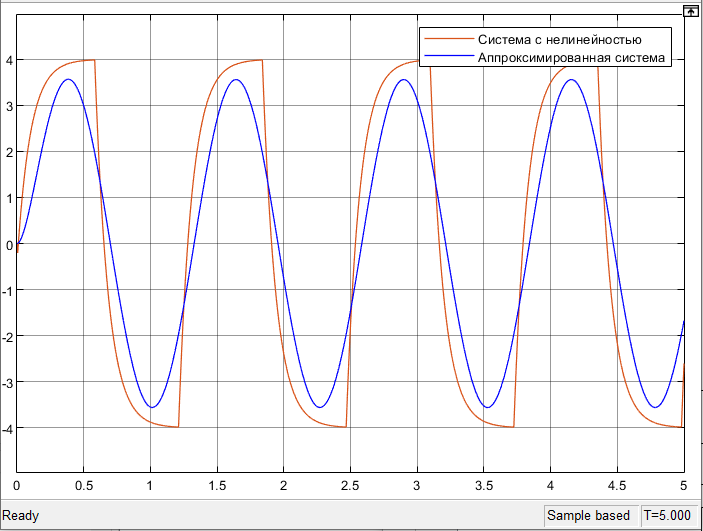 Система с нелинейностью
Аппроксимированная система
4
3
2
1
0
-1
-2
-3
-4
0 0.5 1 1.5 2 2.5 3 3.5 4 4.5 5
Ready Sample based T=5.000